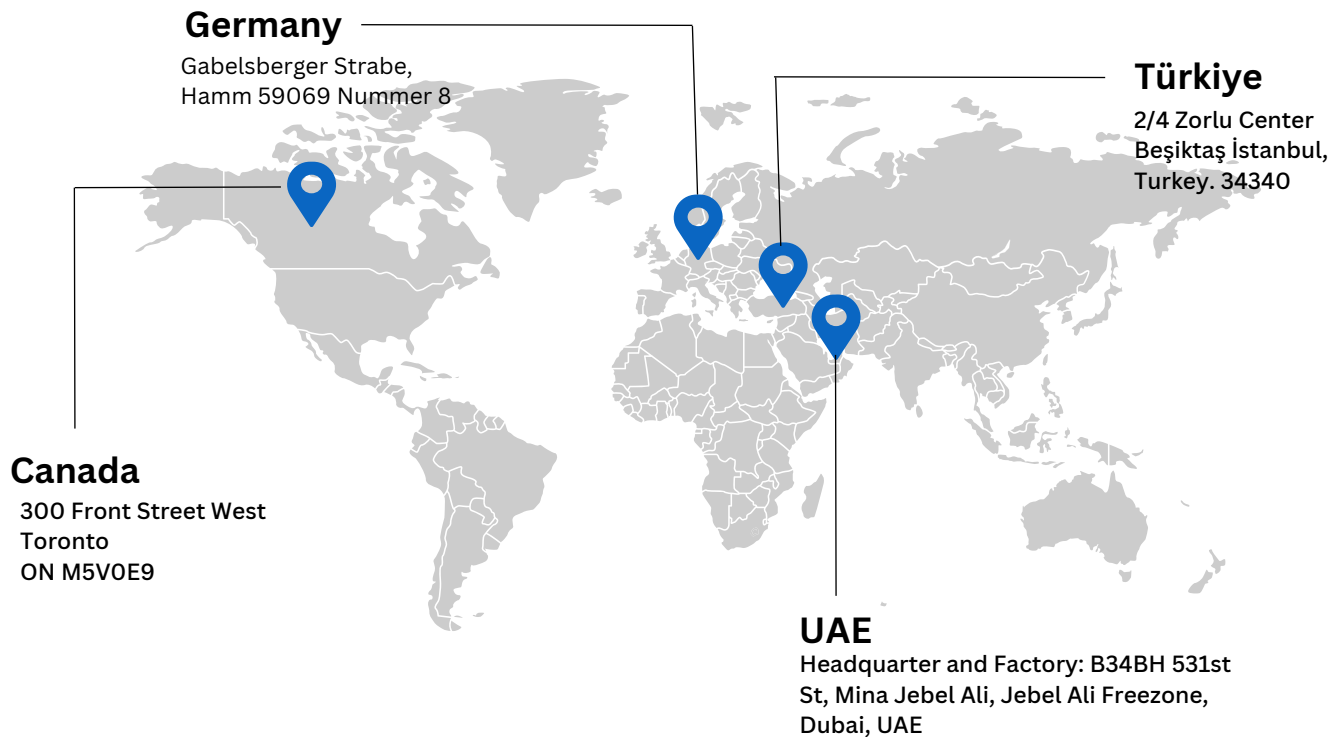 Germany
Gabelsberger Strabe,
Hamm 59069 Nummer 8
Türkiye
2/4 Zorlu Center
Beşiktaş İstanbul,
Turkey. 34340
Canada
300 Front Street West
Toronto
ON M5V0E9
UAE
Headquarter and Factory: B34BH 531st
St, Mina Jebel Ali, Jebel Ali Freezone,
Dubai, UAE